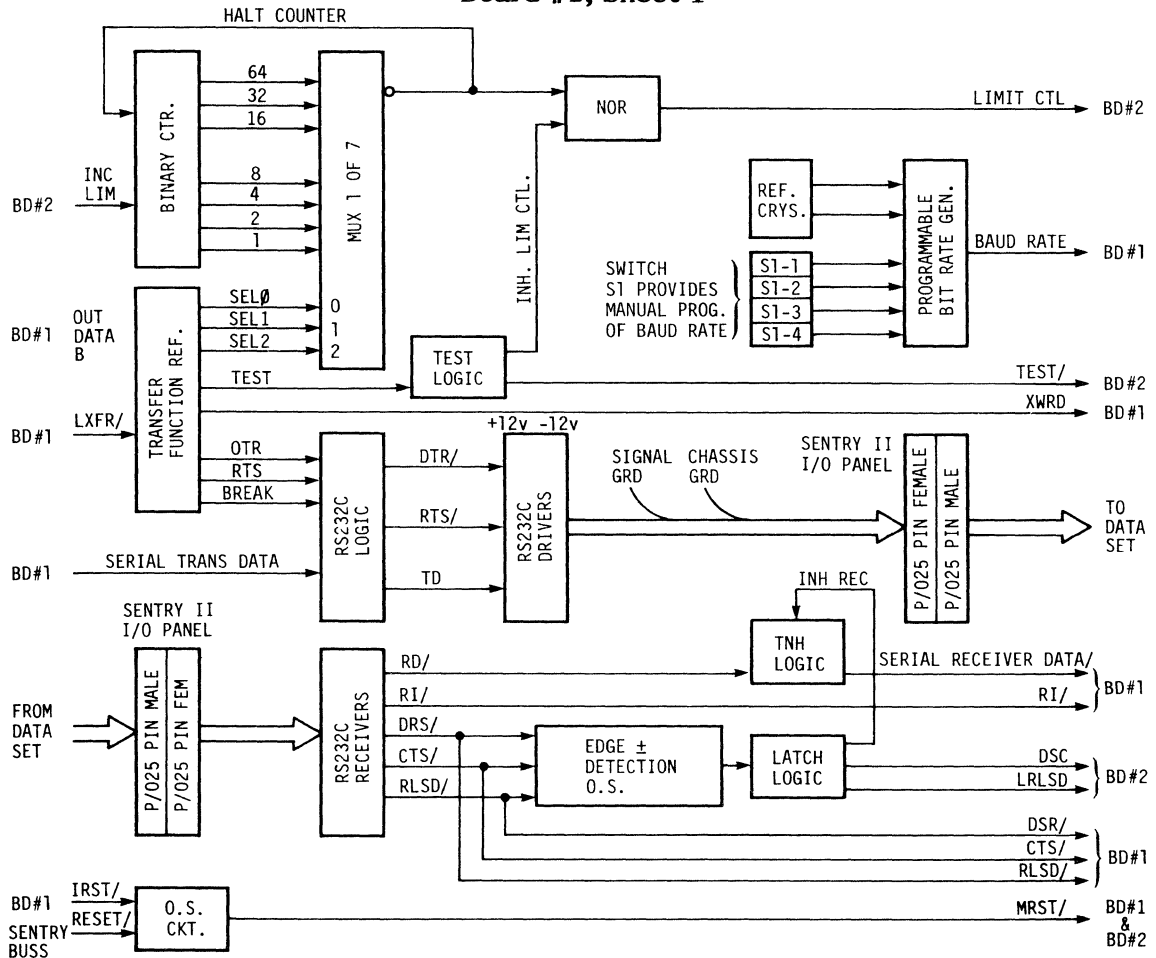 HALT COUNTER
BINARY CTR.
64
32
16
8
4
2
1
MUX 1 OF 7
INC
LIM
BD#2
NOR
LIMIT CTL
BD#2
INH. LIM CTL.
REF.
CRYS.
PROGRAMMABLE
BIT RATE GEN.
BAUD RATE
BD#1
SWITCH
S1 PROVIDES
MANUAL PROG.
OF BAUD RATE
S1-1
S1-2
S1-3
S1-4
BD#1
OUT
DATA
B
TRANSFER
FUNCTION REF.
SELØ
SEL1
SEL2
0
1
2
TEST
TEST
LOGIC
TEST/
BD#2
XWRD
BD#1
BD#1
LXFR/
OTR
RTS
BREAK
RS232C
LOGIC
DTR/
RTS/
TD
+12v -12v
RS232C
DRIVERS
SIGNAL
GRD
CHASSIS
GRD
SENTRY II
I/O PANEL
P/025 PIN FEMALE
P/025 PIN MALE
TO
DATA
SET
BD#1
SERIAL TRANS DATA
SENTRY II
I/O PANEL
FROM
DATA
SET
P/025 PIN MALE
P/025 PIN FEM
RS232C
RECEIVERS
RD/
RI/
DRS/
CTS/
RLSD/
INH REC
TNH
LOGIC
SERIAL RECEIVER DATA/
RI/
BD#1
EDGE ±
DETECTION
O.S.
LATCH
LOGIC
DSC
LRLSD
BD#2
DSR/
CTS/
RLSD/
BD#1
BD#1
IRST/
RESET/
SENTRY
BUSS
O.S.
CKT.
MRST/
BD#1
&
BD#2